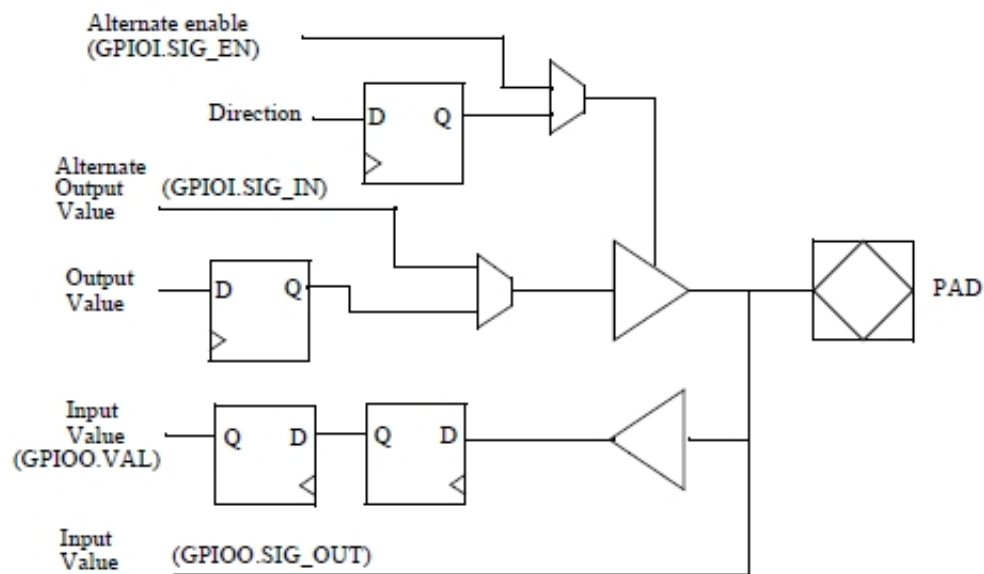 Alternate enable
(GPIOI.SIG_EN)
Direction
D Q
Alternate
Output
Value
(GPIOI.SIG_IN)
Output
Value
D Q
PAD
Input
Value
(GPIOO.VAL)
Q D
Q D
Input
Value
(GPIOO.SIG_OUT)